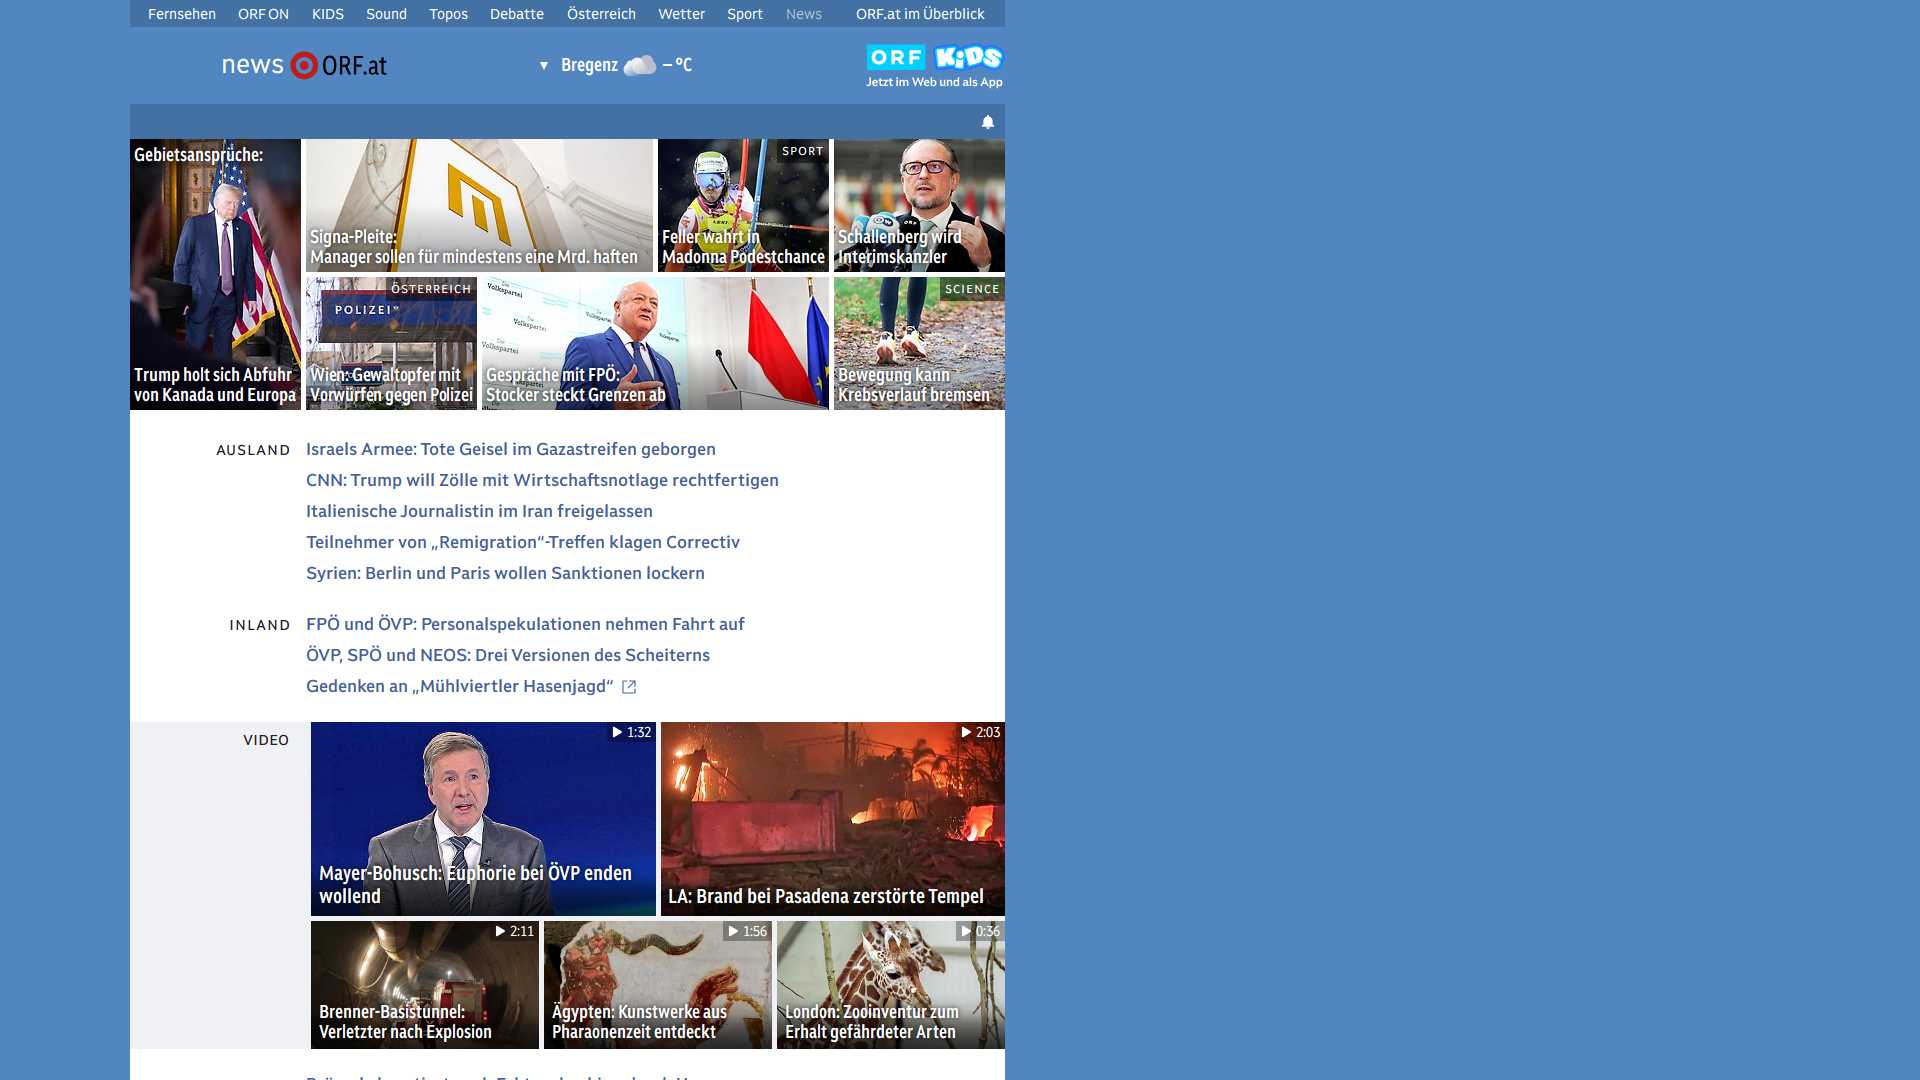 Fernsehen ORF ON KIDS Sound Topos Debatte Österreich Wetter Sport News ORF.at im Überblick
news ORF.at
▼ Bregenz – °C
ORF KiDS
Jetzt im Web und als App
Gebietsansprüche:
Trump holt sich Abfuhr
von Kanada und Europa
Signa-Pleite:
Manager sollen für mindestens eine Mrd. haften
SPORT
Feller wahrt in
Madonna Podestchance
DW
ORF
Schallenberg wird
Interimskanzler
ÖSTERREICH
POLIZEI
Wien: Gewaltopfer mit
Vorwürfen gegen Polizei
Volkspartei
Volkspartei
Die
Volkspartei
Gespräche mit FPÖ:
Stocker steckt Grenzen ab
SCIENCE
Bewegung kann
Krebsverlauf bremsen
AUSLAND
Israels Armee: Tote Geisel im Gazastreifen geborgen
CNN: Trump will Zölle mit Wirtschaftsnotlage rechtfertigen
Italienische Journalistin im Iran freigelassen
Teilnehmer von „Remigration“-Treffen klagen Correctiv
Syrien: Berlin und Paris wollen Sanktionen lockern
INLAND
FPÖ und ÖVP: Personalspekulationen nehmen Fahrt auf
ÖVP, SPÖ und NEOS: Drei Versionen des Scheiterns
Gedenken an „Mühlviertler Hasenjagd“
VIDEO
1:32
Mayer-Bohusch: Euphorie bei ÖVP enden
wollend
2:03
LA: Brand bei Pasadena zerstörte Tempel
2:11
Brenner-Basistunnel:
Verletzter nach Explosion
1:56
Ägypten: Kunstwerke aus
Pharaonenzeit entdeckt
0:36
London: Zooinventur zum
Erhalt gefährdeter Arten